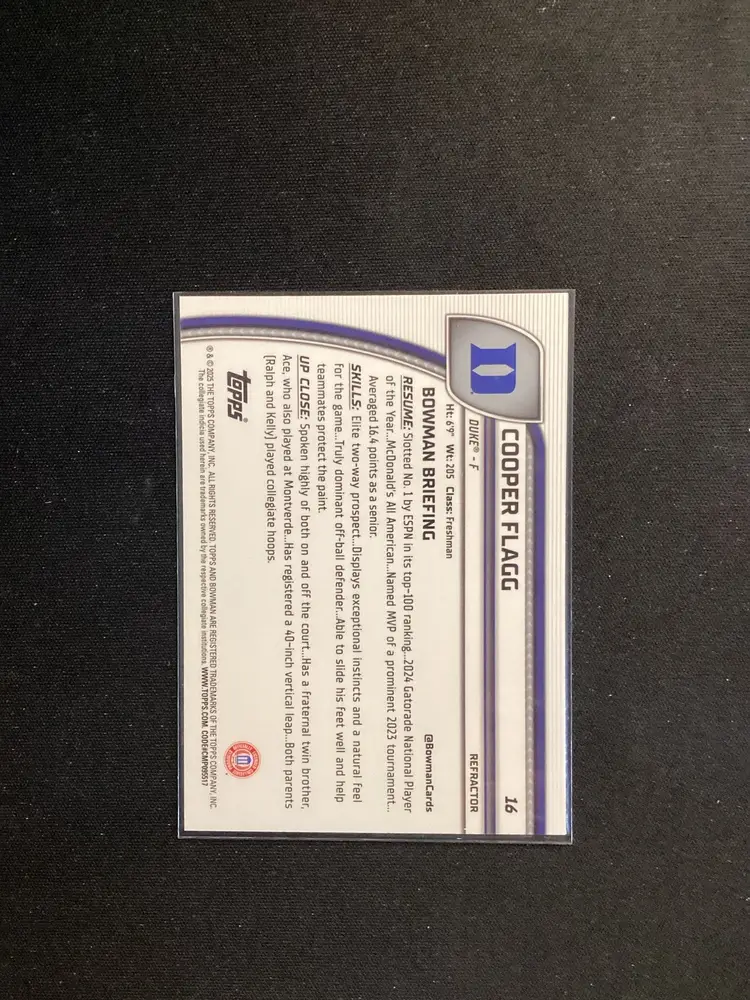 COOPER FLAGG 16
DUKE® - F REFRACTOR
Ht: 6'9" Wt: 205 Class: Freshman
BOWMAN BRIEFING @BowmanCards
RESUME: Slotted No. 1 by ESPN in its top-100 ranking...2024 Gatorade National Player
of the Year...McDonald's All American...Named MVP of a prominent 2023 tournament...
Averaged 16.4 points as a senior.
SKILLS: Elite two-way prospect...Displays exceptional instincts and a natural feel
for the game...Truly dominant off-ball defender...Able to slide his feet well and help
teammates protect the paint.
UP CLOSE: Spoken highly of both on and off the court...Has a fraternal twin brother,
Ace, who also played at Montverde...Has registered a 40-inch vertical leap...Both parents
(Ralph and Kelly) played collegiate hoops.
topps®
® & © 2025 THE TOPPS COMPANY, INC. ALL RIGHTS RESERVED. TOPPS AND BOWMAN ARE REGISTERED TRADEMARKS OF THE TOPPS COMPANY, INC.
The collegiate indicia used herein are trademarks owned by the respective collegiate institutions. WWW.TOPPS.COM. CODE#CMP095517